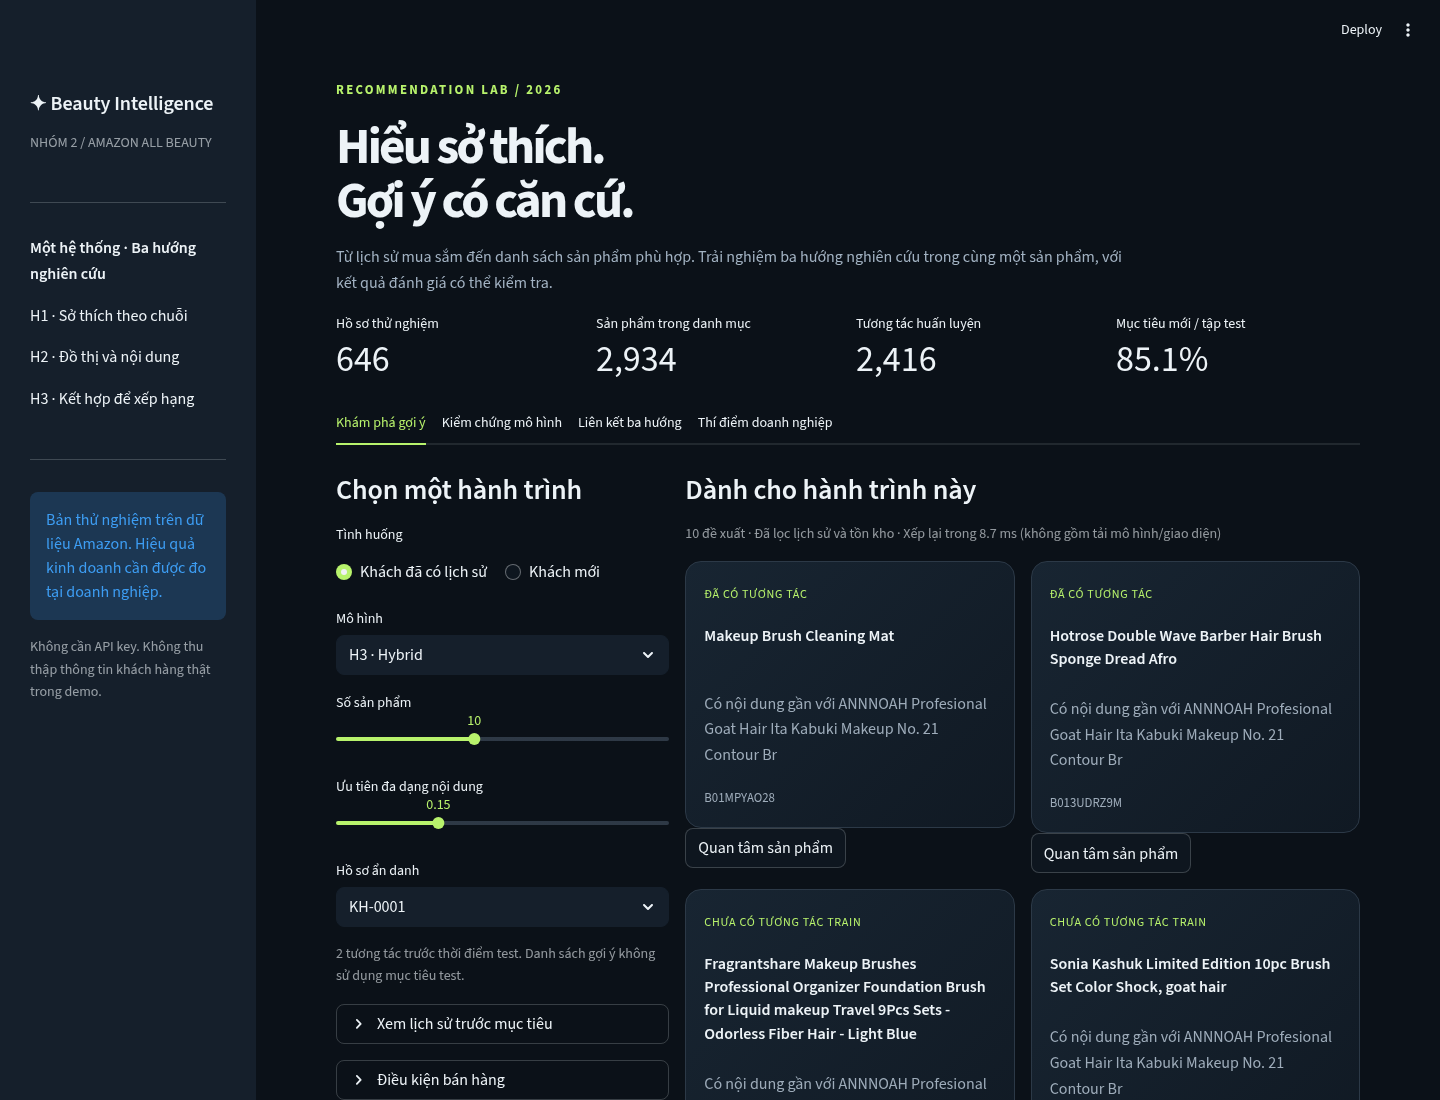 Deploy
✦ Beauty Intelligence
NHÓM 2 / AMAZON ALL BEAUTY
Một hệ thống · Ba hướng
nghiên cứu
H1 · Sở thích theo chuỗi
H2 · Đồ thị và nội dung
H3 · Kết hợp để xếp hạng
Bản thử nghiệm trên dữ
liệu Amazon. Hiệu quả
kinh doanh cần được đo
tại doanh nghiệp.
Không cần API key. Không thu
thập thông tin khách hàng thật
trong demo.
RECOMMENDATION LAB / 2026
Hiểu sở thích.
Gợi ý có căn cứ.
Từ lịch sử mua sắm đến danh sách sản phẩm phù hợp. Trải nghiệm ba hướng nghiên cứu trong cùng một sản phẩm, với
kết quả đánh giá có thể kiểm tra.
Hồ sơ thử nghiệm
646
Sản phẩm trong danh mục
2,934
Tương tác huấn luyện
2,416
Mục tiêu mới / tập test
85.1%
Khám phá gợi ý
Kiểm chứng mô hình
Liên kết ba hướng
Thí điểm doanh nghiệp
Chọn một hành trình
Tình huống
Khách đã có lịch sử
Khách mới
Mô hình
H3 · Hybrid
Số sản phẩm
10
Ưu tiên đa dạng nội dung
0.15
Hồ sơ ẩn danh
KH-0001
2 tương tác trước thời điểm test. Danh sách gợi ý không
sử dụng mục tiêu test.
Xem lịch sử trước mục tiêu
Điều kiện bán hàng
Dành cho hành trình này
10 đề xuất · Đã lọc lịch sử và tồn kho · Xếp lại trong 8.7 ms (không gồm tải mô hình/giao diện)
ĐÃ CÓ TƯƠNG TÁC
Makeup Brush Cleaning Mat
Có nội dung gần với ANNNOAH Profesional
Goat Hair Ita Kabuki Makeup No. 21
Contour Br
B01MPYAO28
Quan tâm sản phẩm
ĐÃ CÓ TƯƠNG TÁC
Hotrose Double Wave Barber Hair Brush
Sponge Dread Afro
Có nội dung gần với ANNNOAH Profesional
Goat Hair Ita Kabuki Makeup No. 21
Contour Br
B013UDRZ9M
Quan tâm sản phẩm
CHƯA CÓ TƯƠNG TÁC TRAIN
Fragrantshare Makeup Brushes
Professional Organizer Foundation Brush
for Liquid makeup Travel 9Pcs Sets -
Odorless Fiber Hair - Light Blue
Có nội dung gần với ANNNOAH Profesional
CHƯA CÓ TƯƠNG TÁC TRAIN
Sonia Kashuk Limited Edition 10pc Brush
Set Color Shock, goat hair
Có nội dung gần với ANNNOAH Profesional
Goat Hair Ita Kabuki Makeup No. 21
Contour Br